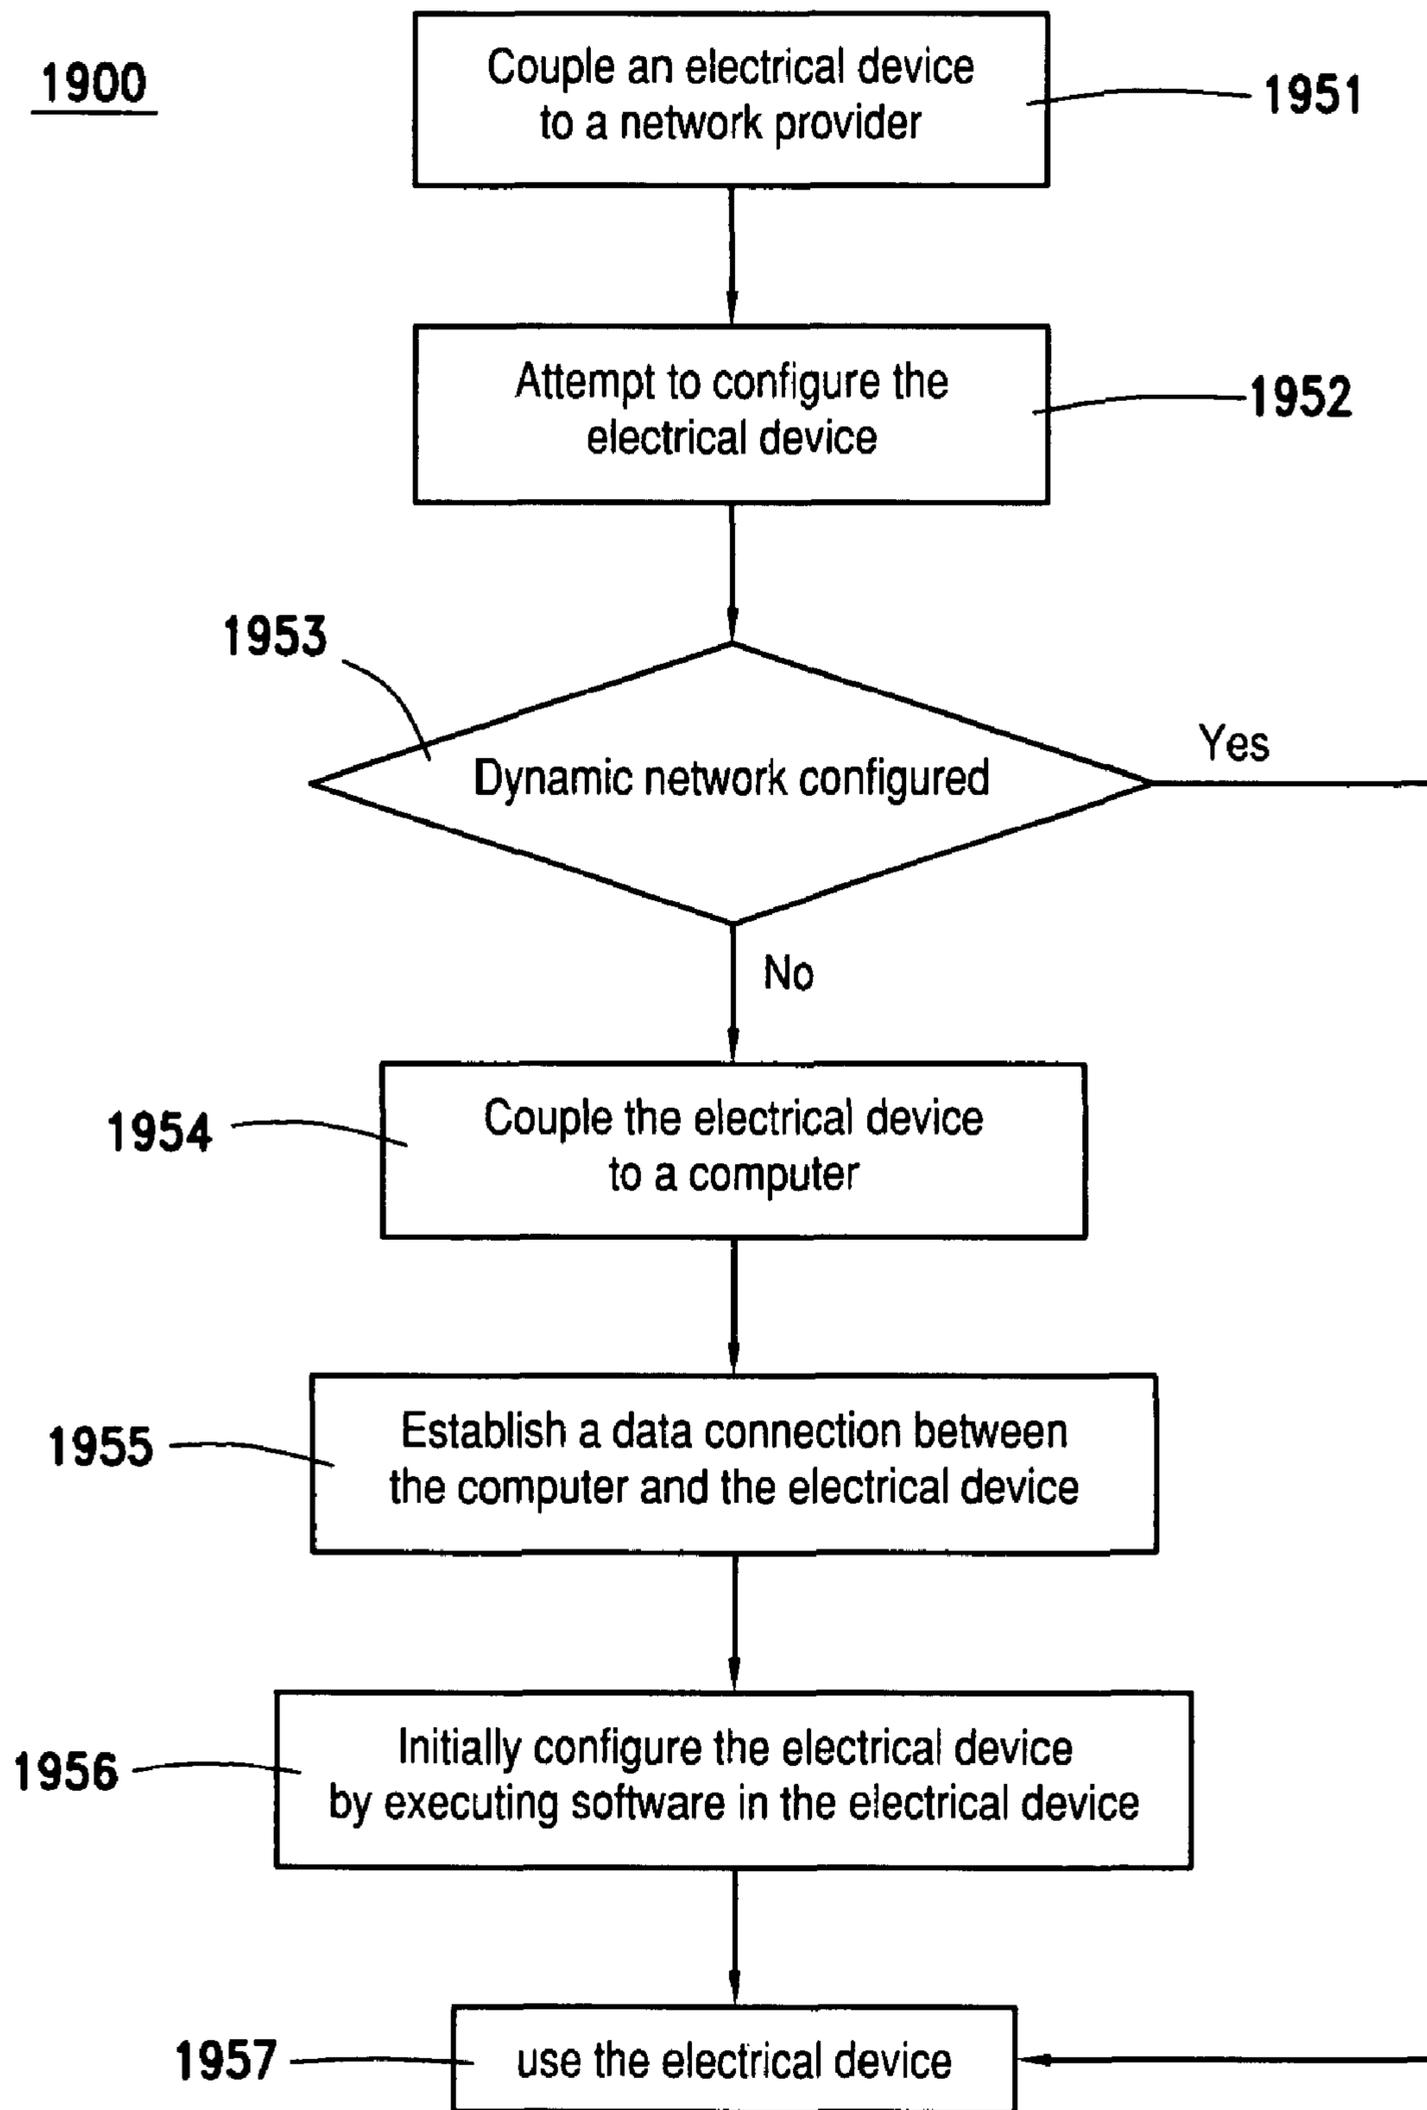 1900
Couple an electrical device
to a network provider
1951
Attempt to configure the
electrical device
1952
1953
Dynamic network configured
Yes
No
1954
Couple the electrical device
to a computer
1955
Establish a data connection between
the computer and the electrical device
1956
Initially configure the electrical device
by executing software in the electrical device
1957
use the electrical device